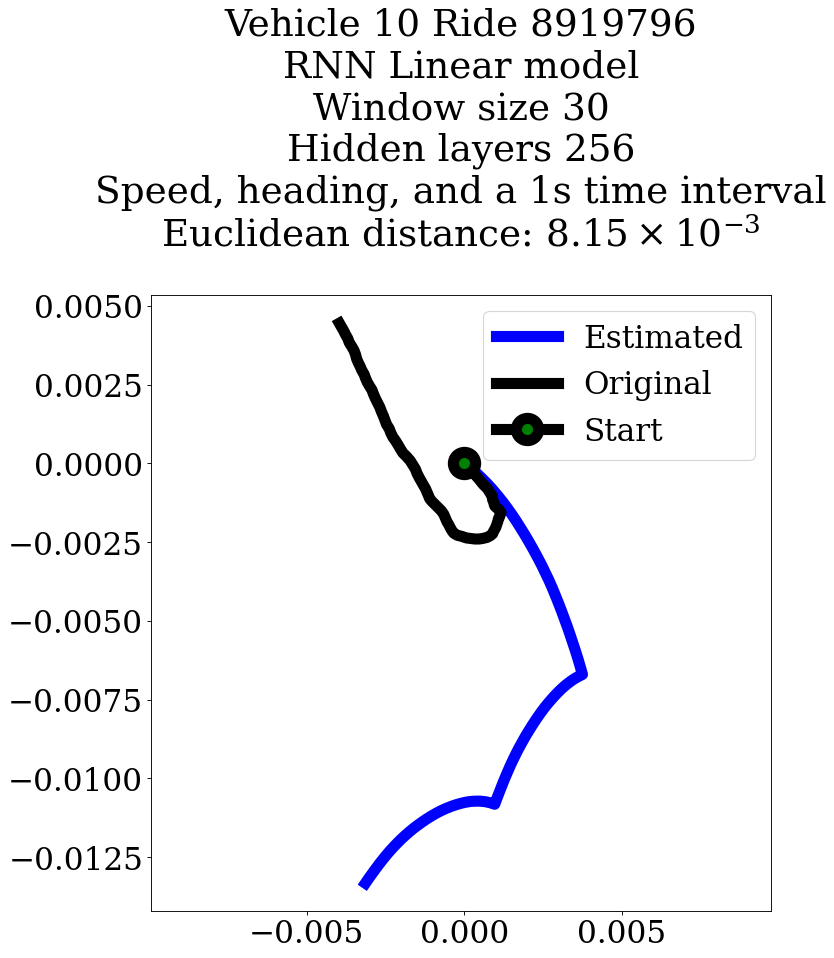 Vehicle 10 Ride 8919796
RNN Linear model
Window size 30
Hidden layers 256
Speed, heading, and a 1s time interval
Euclidean distance: 8.15 × 10⁻³
0.0050
0.0025
0.0000
−0.0025
−0.0050
−0.0075
−0.0100
−0.0125
Estimated
Original
Start
−0.005 0.000 0.005